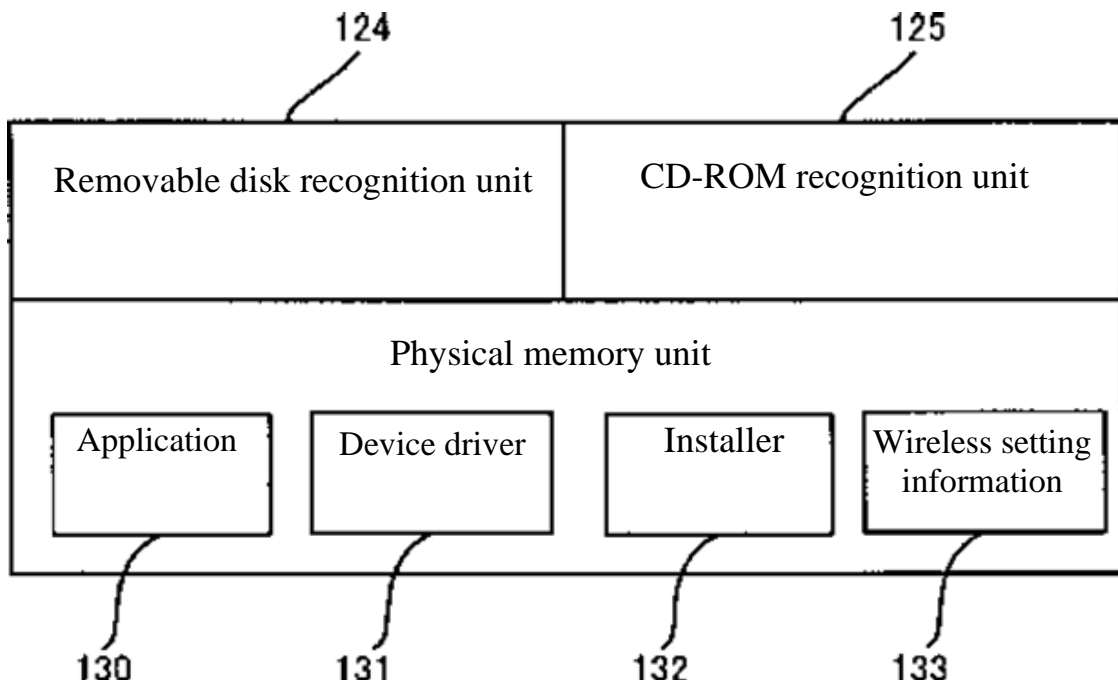 124
125
Removable disk recognition unit
CD-ROM recognition unit
Physical memory unit
Application
Device driver
Installer
Wireless setting
information
130
131
132
133